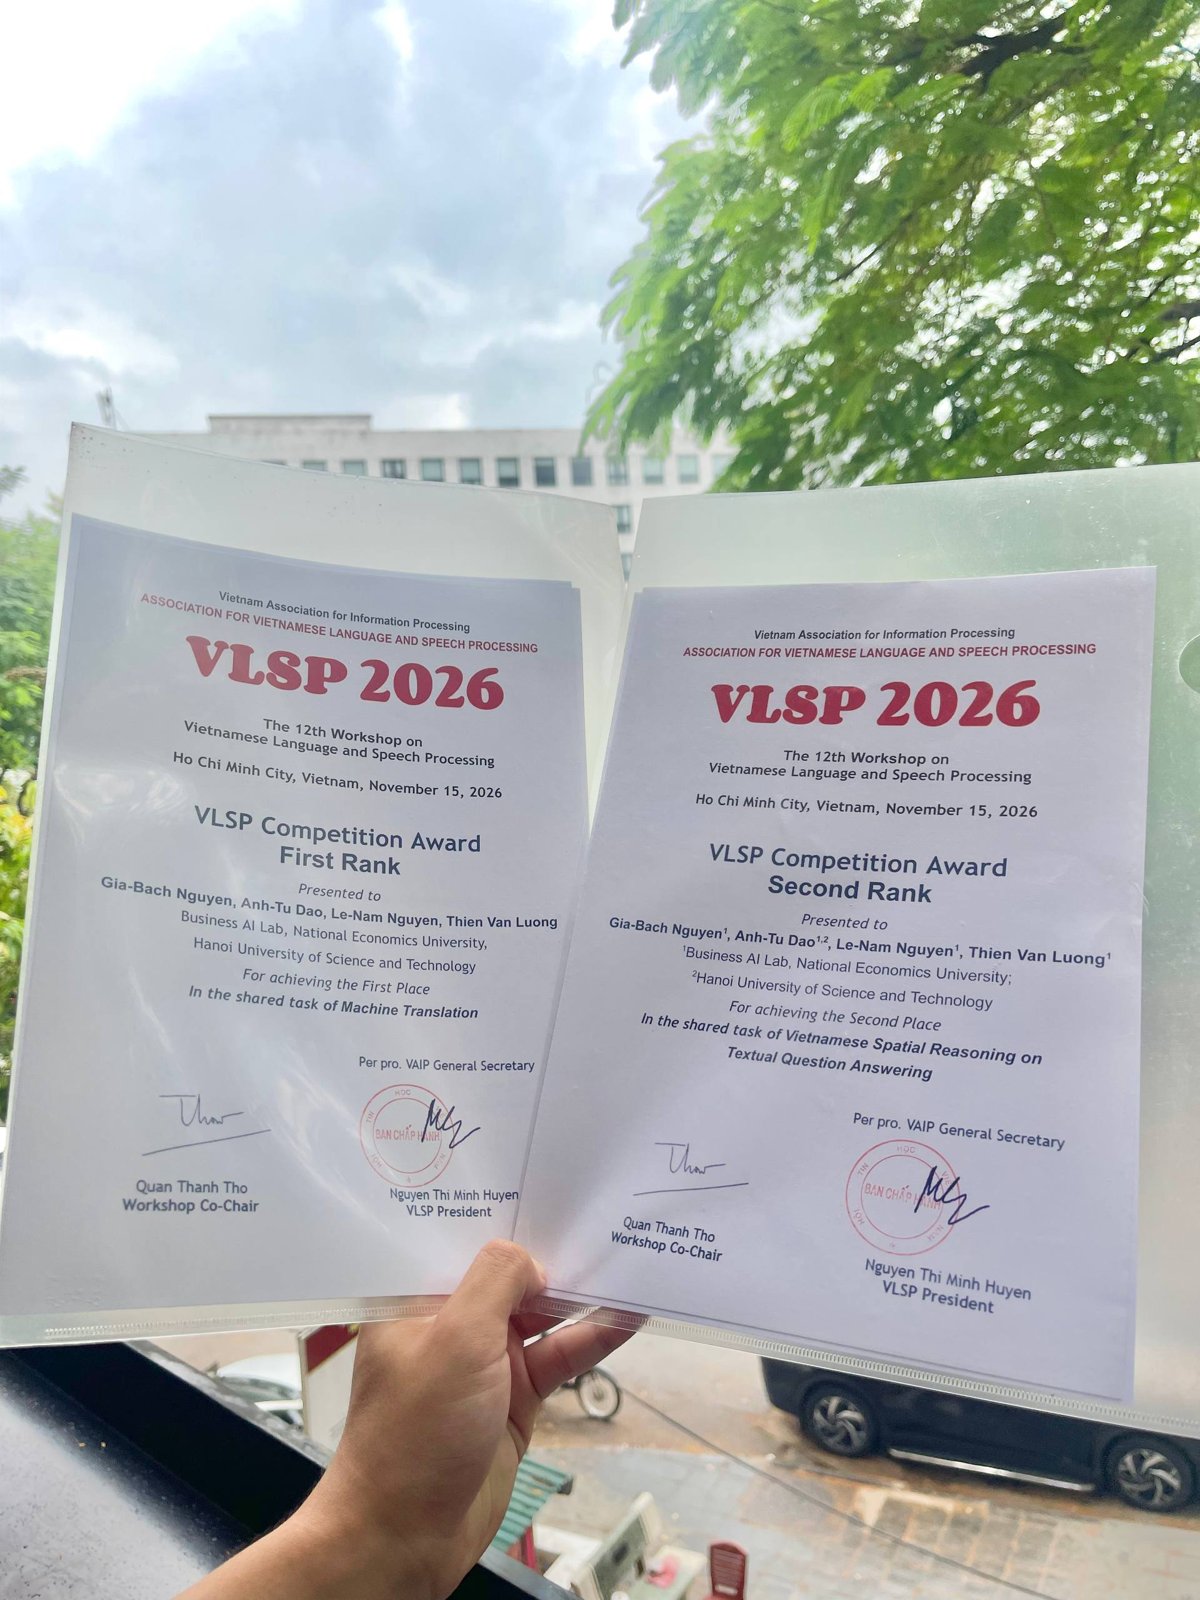 Vietnam Association for Information Processing
ASSOCIATION FOR VIETNAMESE LANGUAGE AND SPEECH PROCESSING
VLSP 2026
The 12th Workshop on
Vietnamese Language and Speech Processing
Ho Chi Minh City, Vietnam, November 15, 2026
VLSP Competition Award
First Rank
Presented to
Gia-Bach Nguyen, Anh-Tu Dao, Le-Nam Nguyen, Thien Van Luong
Business AI Lab, National Economics University,
Hanoi University of Science and Technology
For achieving the First Place
In the shared task of Machine Translation
Per pro. VAIP General Secretary
HỌC
TIN
BAN CHẤP HÀNH
HỘI
Quan Thanh Tho
Workshop Co-Chair
Nguyen Thi Minh Huyen
VLSP President
Vietnam Association for Information Processing
ASSOCIATION FOR VIETNAMESE LANGUAGE AND SPEECH PROCESSING
VLSP 2026
The 12th Workshop on
Vietnamese Language and Speech Processing
Ho Chi Minh City, Vietnam, November 15, 2026
VLSP Competition Award
Second Rank
Presented to
Gia-Bach Nguyen¹, Anh-Tu Dao¹,², Le-Nam Nguyen¹, Thien Van Luong¹
¹Business AI Lab, National Economics University;
²Hanoi University of Science and Technology
For achieving the Second Place
In the shared task of Vietnamese Spatial Reasoning on
Textual Question Answering
Per pro. VAIP General Secretary
HỌC
TIN
BAN CHẤP HÀNH
HỘI
Quan Thanh Tho
Workshop Co-Chair
Nguyen Thi Minh Huyen
VLSP President